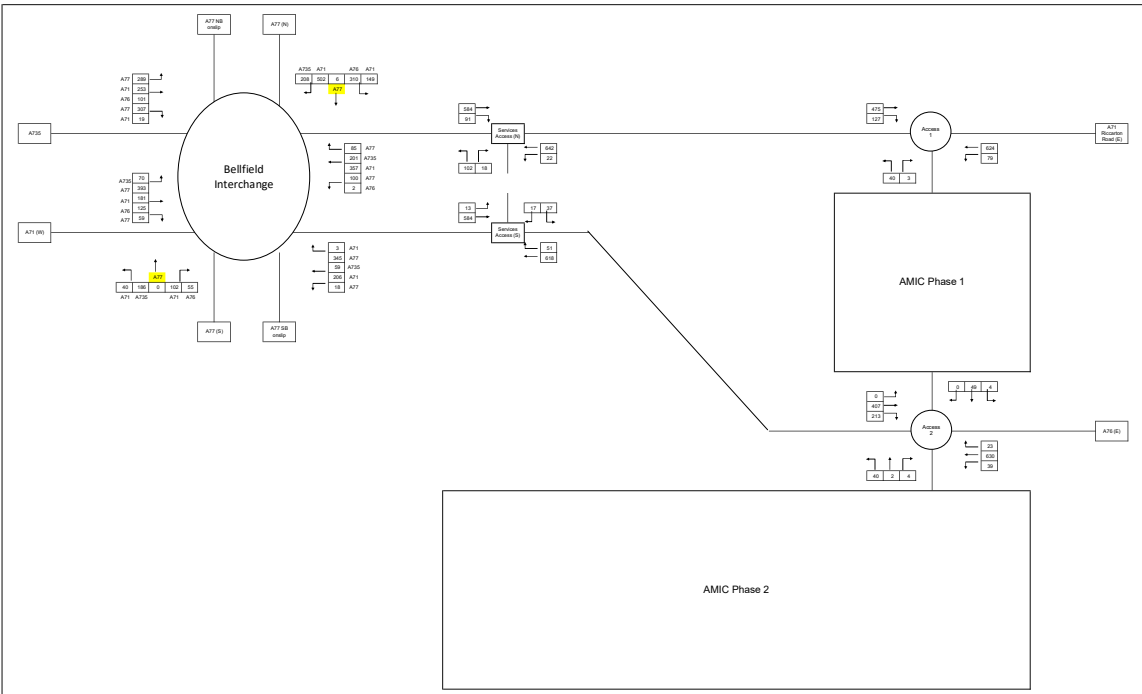 A77 NB
onslip
A77 (N)
A735 A71 A76 A71
208 502 6 310 149
A77
A77 289
A71 253
A76 101
A77 307
A71 19
A735
Bellfield
Interchange
85 A77
201 A735
357 A71
100 A77
2 A76
584
91
Services
Access (N)
642
22
102 18
475
127
Access
1
A71
Riccarton
Road (E)
624
79
40 3
A735 70
A77 393
A71 181
A76 125
A77 59
A71 (W)
13
584
17 37
Services
Access (S)
51
618
3 A71
345 A77
59 A735
206 A71
18 A77
A77
40 186 0 102 55
A71 A735 A71 A76
A77 (S)
A77 SB
onslip
AMIC Phase 1
0 49 4
0
407
213
Access
2
A76 (E)
23
630
39
40 2 4
AMIC Phase 2